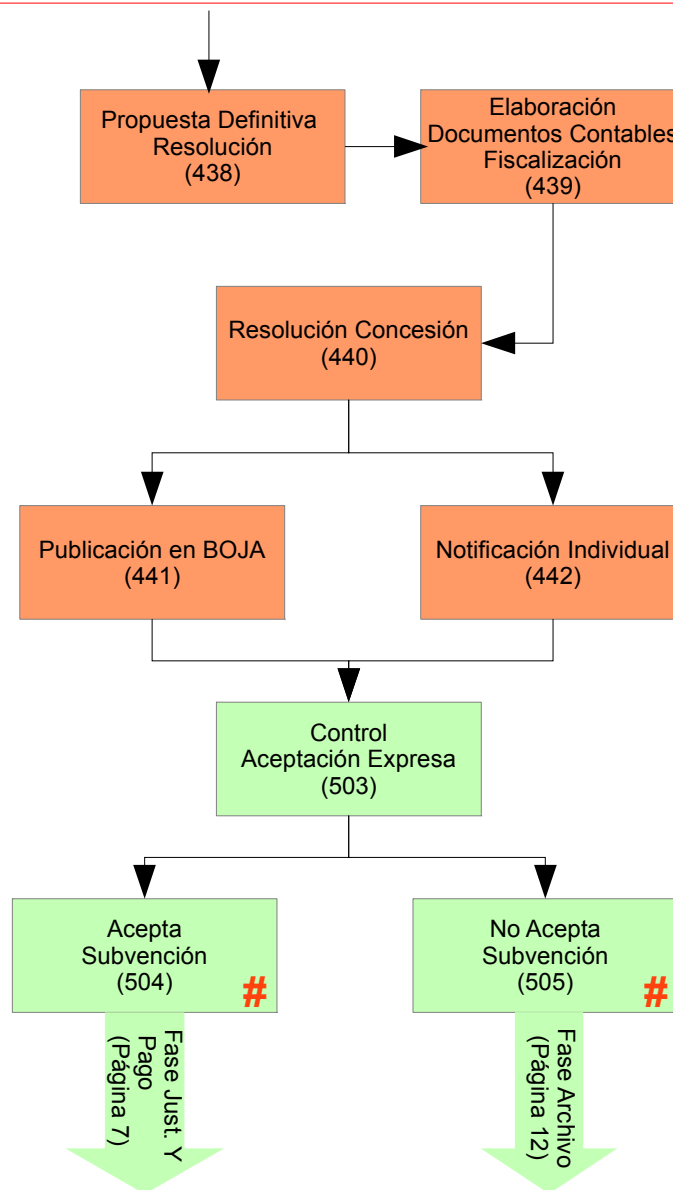 Propuesta Definitiva
Resolución
(438)
Elaboración
Documentos Contables
Fiscalización
(439)
Resolución Concesión
(440)
Publicación en BOJA
(441)
Notificación Individual
(442)
Control
Aceptación Expresa
(503)
Acepta
Subvención
(504)
#
No Acepta
Subvención
(505)
#
Fase Just. Y
Pago
(Página 7)
Fase Archivo
(Página 12)